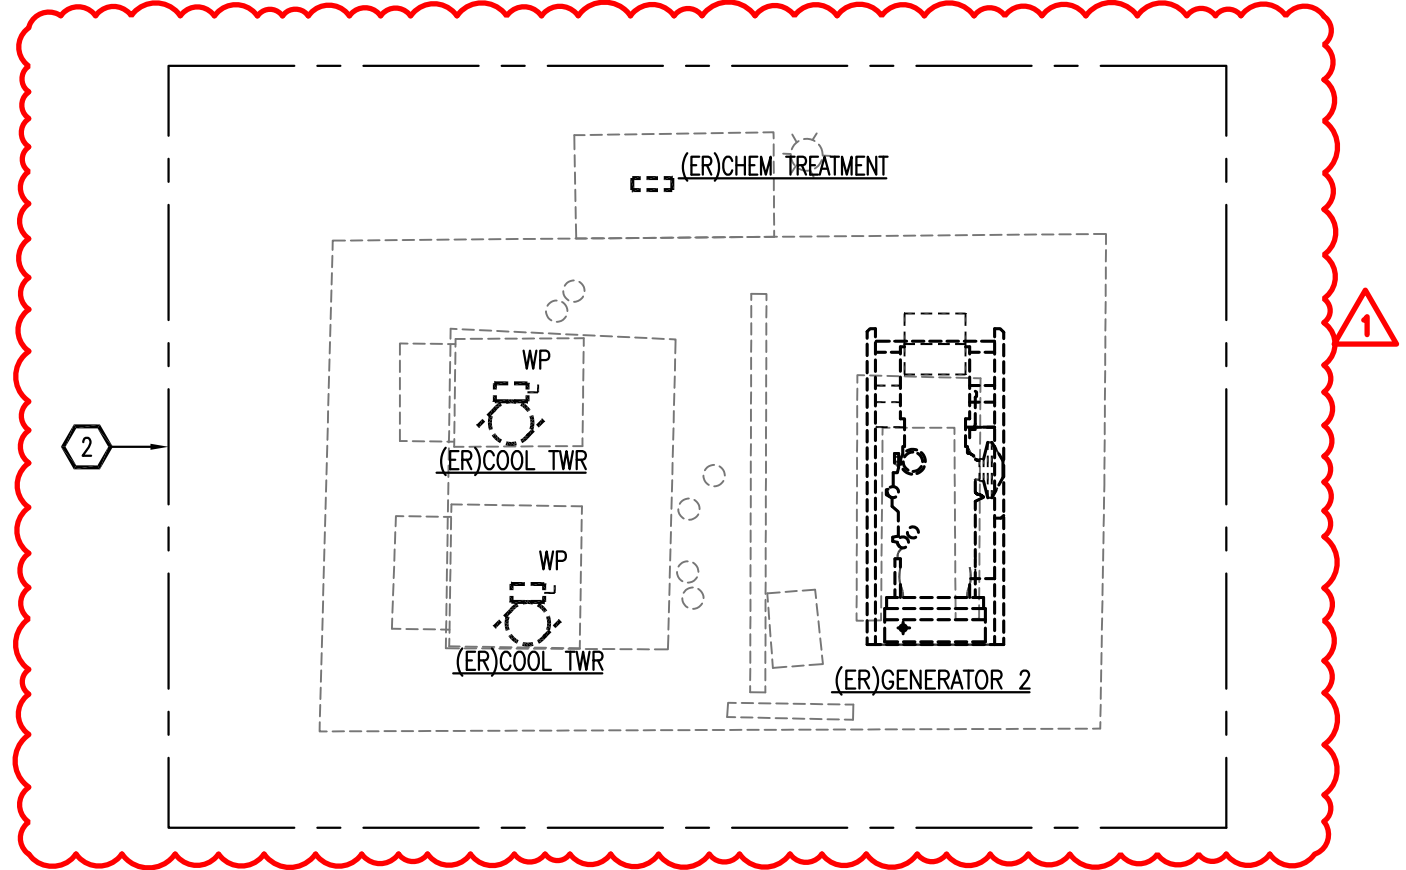 (ER)CHEM TREATMENT
1
WP
2
(ER)COOL TWR
WP
(ER)COOL TWR
(ER)GENERATOR 2